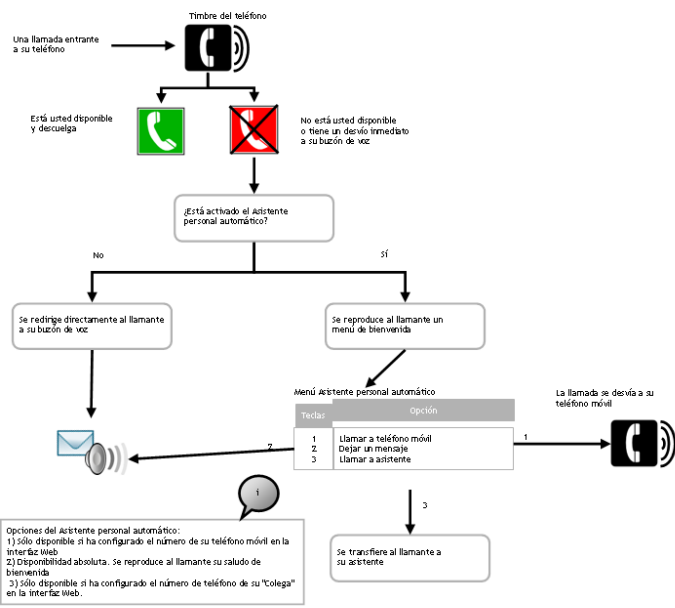 Timbre del teléfono
Una llamada entrante
a su teléfono
Está usted disponible
y descuelga
No está usted disponible
o tiene un desvío inmediato
a su buzón de voz
¿Está activado el Asistente
personal automático?
No
Sí
Se redirige directamente al llamante
a su buzón de voz
Se reproduce al llamante un
menú de bienvenida
Menú Asistente personal automático
Teclas Opción
1 Llamar a teléfono móvil
2 Dejar un mensaje
3 Llamar a asistente
La llamada se desvía a su
teléfono móvil
1
2
3
i
Se transfiere al llamante a
su asistente
Opciones del Asistente personal automático:
1) Sólo disponible si ha configurado el número de su teléfono móvil en la
interfaz Web
2) Disponibilidad absoluta. Se reproduce al llamante su saludo de
bienvenida
3) Sólo disponible si ha configurado el número de teléfono de su "Colega"
en la interfaz Web.